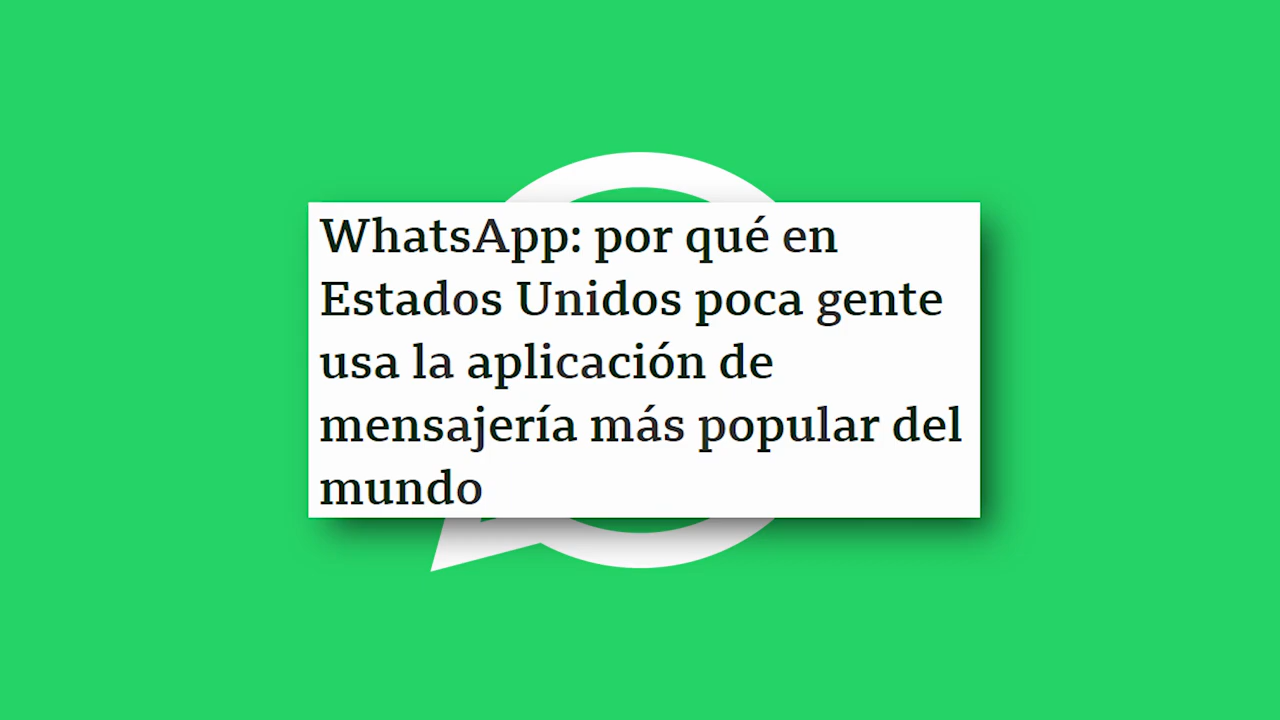 WhatsApp: por qué en
Estados Unidos poca gente
usa la aplicación de
mensajería más popular del
mundo